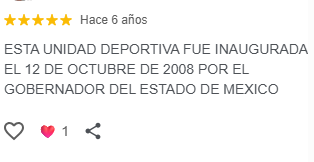 Hace 6 años
ESTA UNIDAD DEPORTIVA FUE INAUGURADA
EL 12 DE OCTUBRE DE 2008 POR EL
GOBERNADOR DEL ESTADO DE MEXICO
1